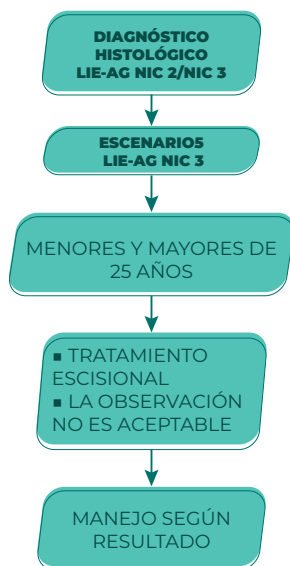 DIAGNÓSTICO
HISTOLÓGICO
LIE-AG NIC 2/NIC 3
ESCENARIO5
LIE-AG NIC 3
MENORES Y MAYORES DE
25 AÑOS
▪ TRATAMIENTO
ESCISIONAL
▪ LA OBSERVACIÓN
NO ES ACEPTABLE
MANEJO SEGÚN
RESULTADO